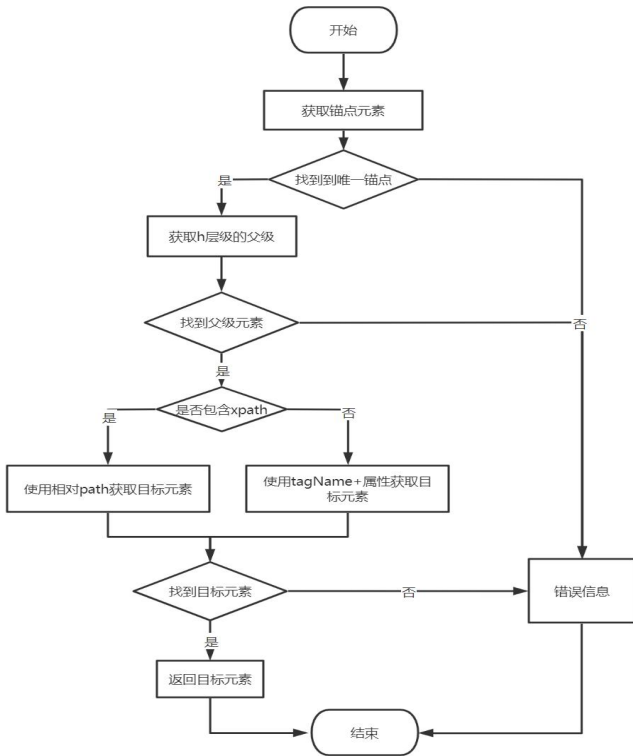 开始
获取锚点元素
找到到唯一锚点
是
获取h层级的父级
找到父级元素
否
是
是否包含xpath
是
否
使用相对path获取目标元素
使用tagName+属性获取目
标元素
找到目标元素
否
错误信息
是
返回目标元素
结束